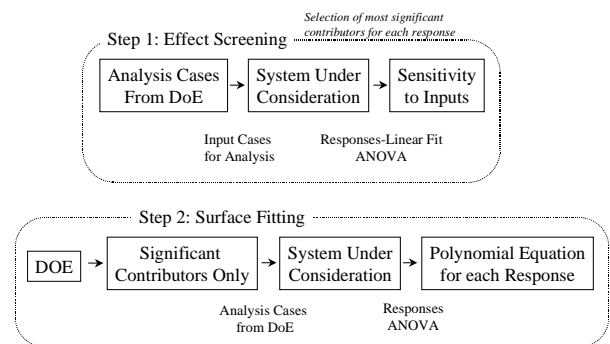 Selection of most significant
contributors for each response
Step 1: Effect Screening
Analysis Cases
From DoE
System Under
Consideration
Sensitivity
to Inputs
Input Cases
for Analysis
Responses-Linear Fit
ANOVA
Step 2: Surface Fitting
DOE
Significant
Contributors Only
System Under
Consideration
Polynomial Equation
for each Response
Analysis Cases
from DoE
Responses
ANOVA